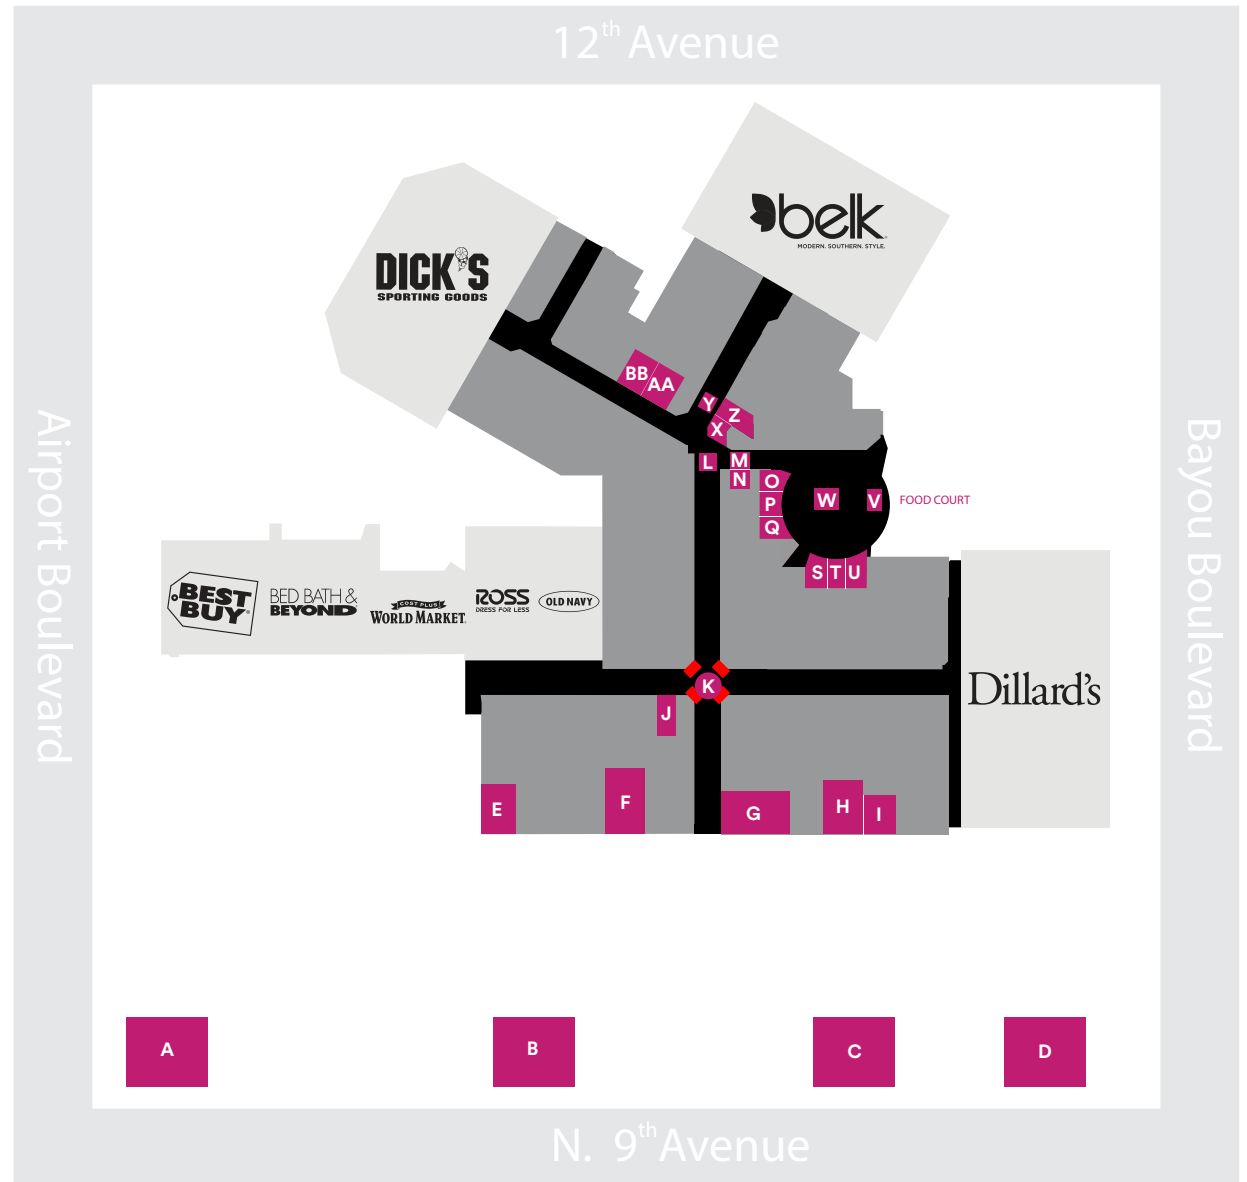 12th Avenue
belk
MODERN. SOUTHERN. STYLE.
DICK'S
SPORTING GOODS
BB
AA
Y
Z
X
L
M
N
O
P
Q
W
V
FOOD COURT
S
T
U
Airport Boulevard
Bayou Boulevard
BEST
BUY
BED BATH &
BEYOND
COST PLUS
WORLD MARKET
ROSS
DRESS FOR LESS
OLD NAVY
Dillard's
K
J
E
F
G
H
I
A
B
C
D
N. 9th Avenue